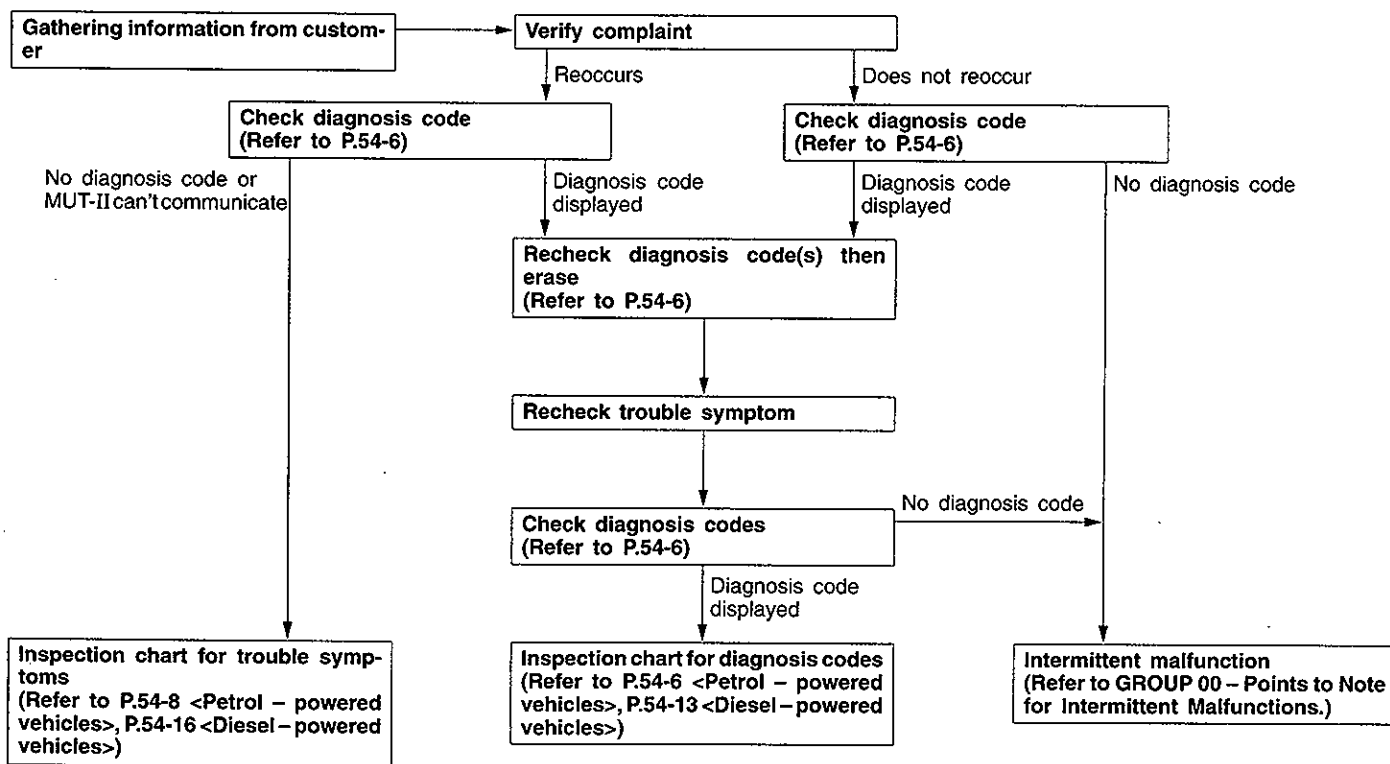 Gathering information from custom-
er
Verify complaint
Reoccurs
Does not reoccur
Check diagnosis code
(Refer to P.54-6)
Check diagnosis code
(Refer to P.54-6)
No diagnosis code or
MUT-II can't communicate
Diagnosis code
displayed
Diagnosis code
displayed
No diagnosis code
Recheck diagnosis code(s) then
erase
(Refer to P.54-6)
Recheck trouble symptom
No diagnosis code
Check diagnosis codes
(Refer to P.54-6)
Diagnosis code
displayed
Inspection chart for trouble symp-
toms
(Refer to P.54-8 <Petrol – powered
vehicles>, P.54-16 <Diesel – powered
vehicles>)
Inspection chart for diagnosis codes
(Refer to P.54-6 <Petrol – powered
vehicles>, P.54-13 <Diesel – powered
vehicles>)
Intermittent malfunction
(Refer to GROUP 00 – Points to Note
for Intermittent Malfunctions.)